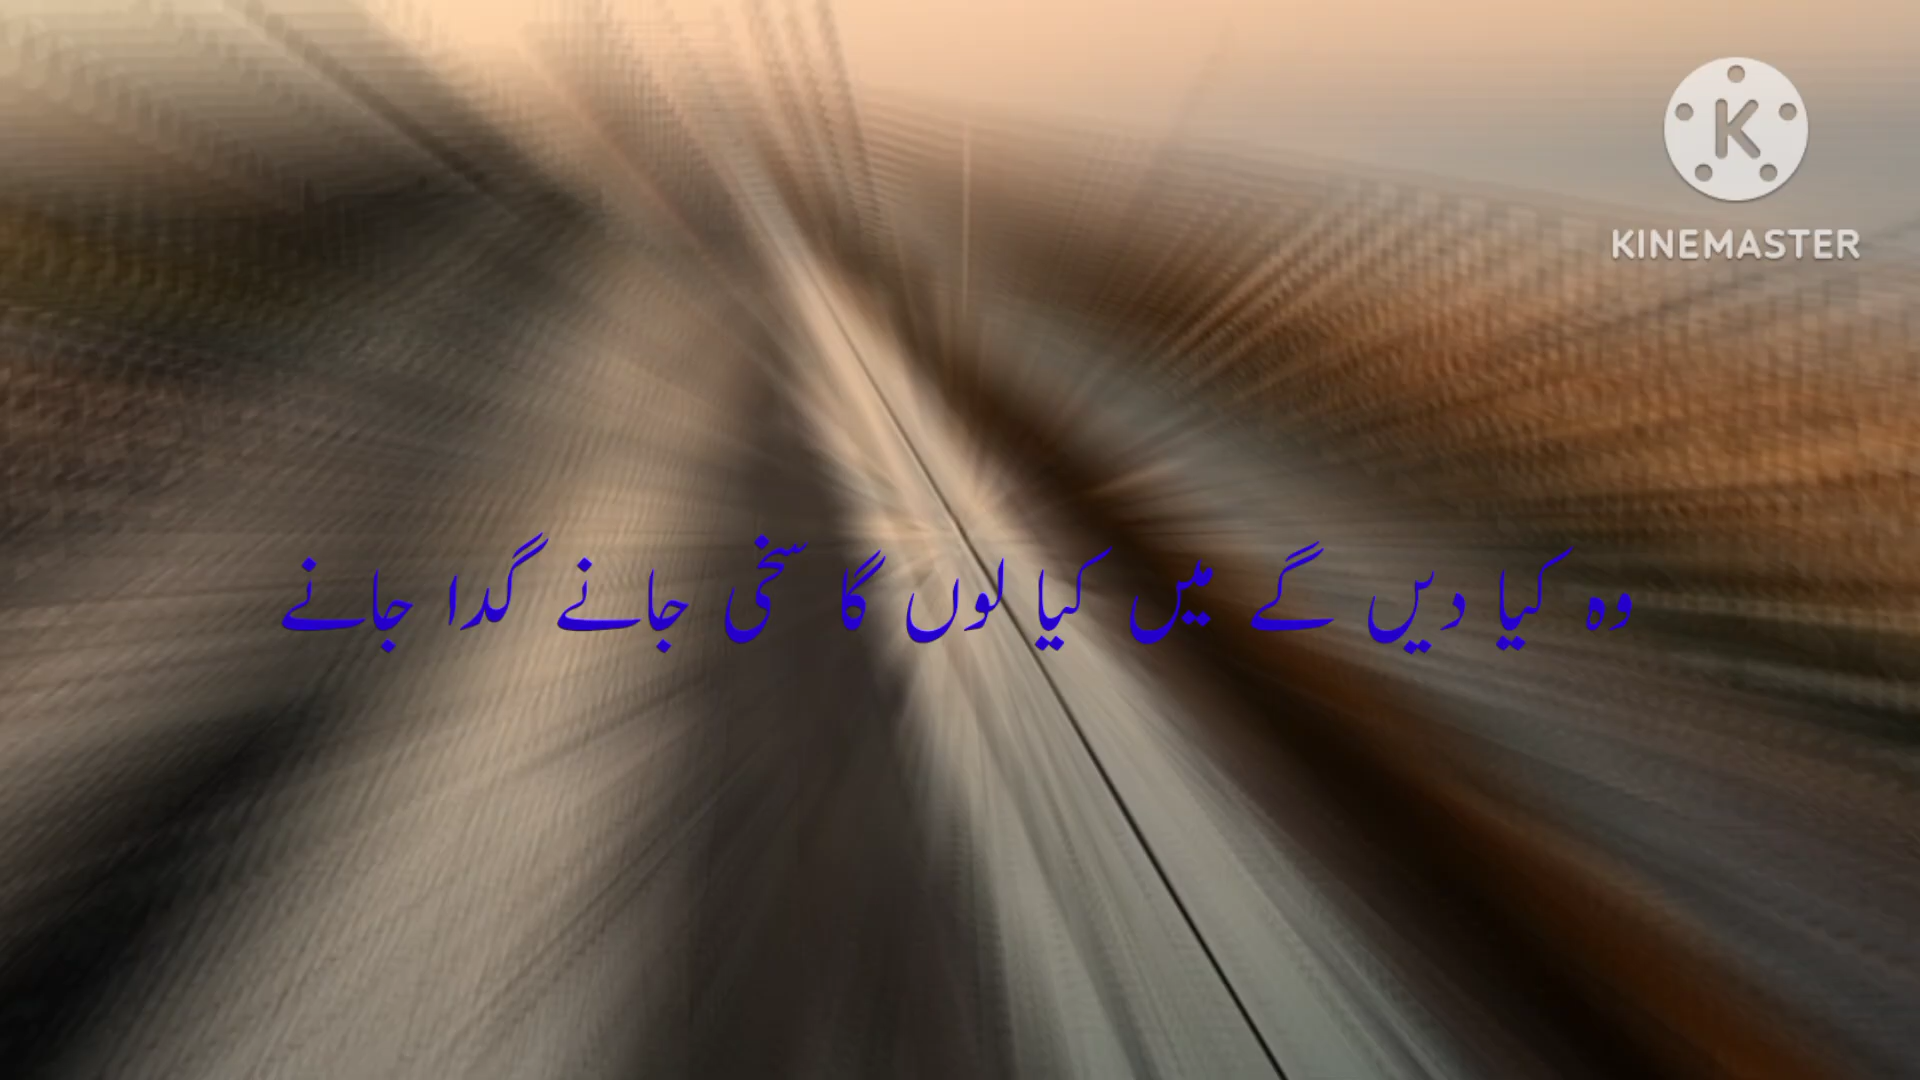 KINEMASTER
وہ کیا دیں گے میں کیا لوں گا سخی جانے گدا جانے